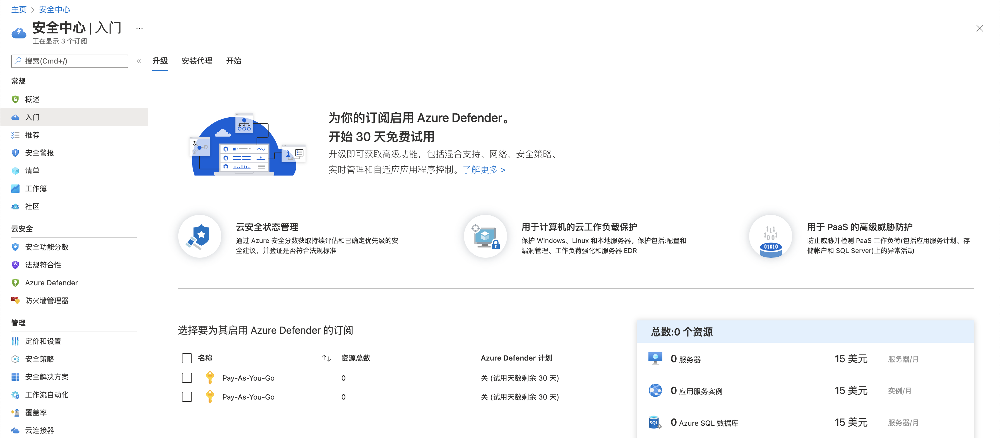 主页 > 安全中心
安全中心 | 入门 ...
正在显示 3 个订阅
搜索(Cmd+/)
«
常规
概述
入门
推荐
安全警报
清单
工作簿
社区
云安全
安全功能分数
法规符合性
Azure Defender
防火墙管理器
管理
定价和设置
安全策略
安全解决方案
工作流自动化
覆盖率
云连接器
升级 安装代理 开始
为你的订阅启用 Azure Defender。
开始 30 天免费试用
升级即可获取高级功能，包括混合支持、网络、安全策略、
实时管理和自适应应用程序控制。了解更多 >
云安全状态管理
通过 Azure 安全分数获取持续评估和已确定优先级的安
全建议，并验证是否符合法规标准
用于计算机的云工作负载保护
保护 Windows、Linux 和本地服务器。保护包括:配置和
漏洞管理、工作负荷强化和服务器 EDR
111
1001
01010
用于 PaaS 的高级威胁防护
防止威胁并检测 PaaS 工作负荷(包括应用服务计划、存
储帐户和 SQL Server)上的异常活动
选择要为其启用 Azure Defender 的订阅
名称 ↑↓ 资源总数 Azure Defender 计划
Pay-As-You-Go 0 关 (试用天数剩余 30 天)
Pay-As-You-Go 0 关 (试用天数剩余 30 天)
总数:0 个资源
0 服务器 15 美元 服务器/月
0 应用服务实例 15 美元 实例/月
SQL 0 Azure SQL 数据库 15 美元 服务器/月